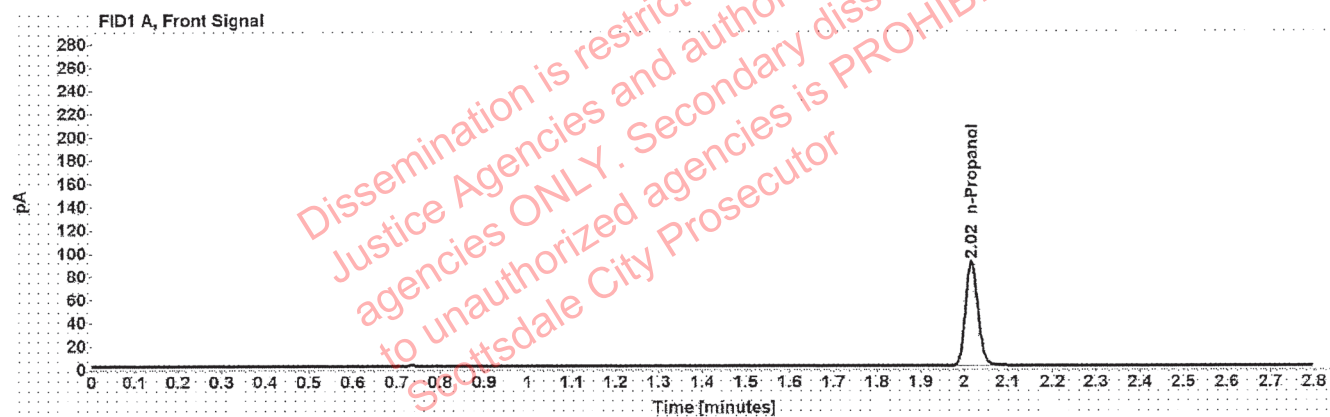 FID1 A, Front Signal
280
260
240
220
200
180
160
140
120
100
80
60
40
20
0
pA
2.02 n-Propanol
0 0.1 0.2 0.3 0.4 0.5 0.6 0.7 0.8 0.9 1 1.1 1.2 1.3 1.4 1.5 1.6 1.7 1.8 1.9 2 2.1 2.2 2.3 2.4 2.5 2.6 2.7 2.8
Time [minutes]
Dissemination is restric
Justice Agencies and author
agencies ONLY. Secondary diss
to unauthorized agencies is PROHIB
Scottsdale City Prosecutor